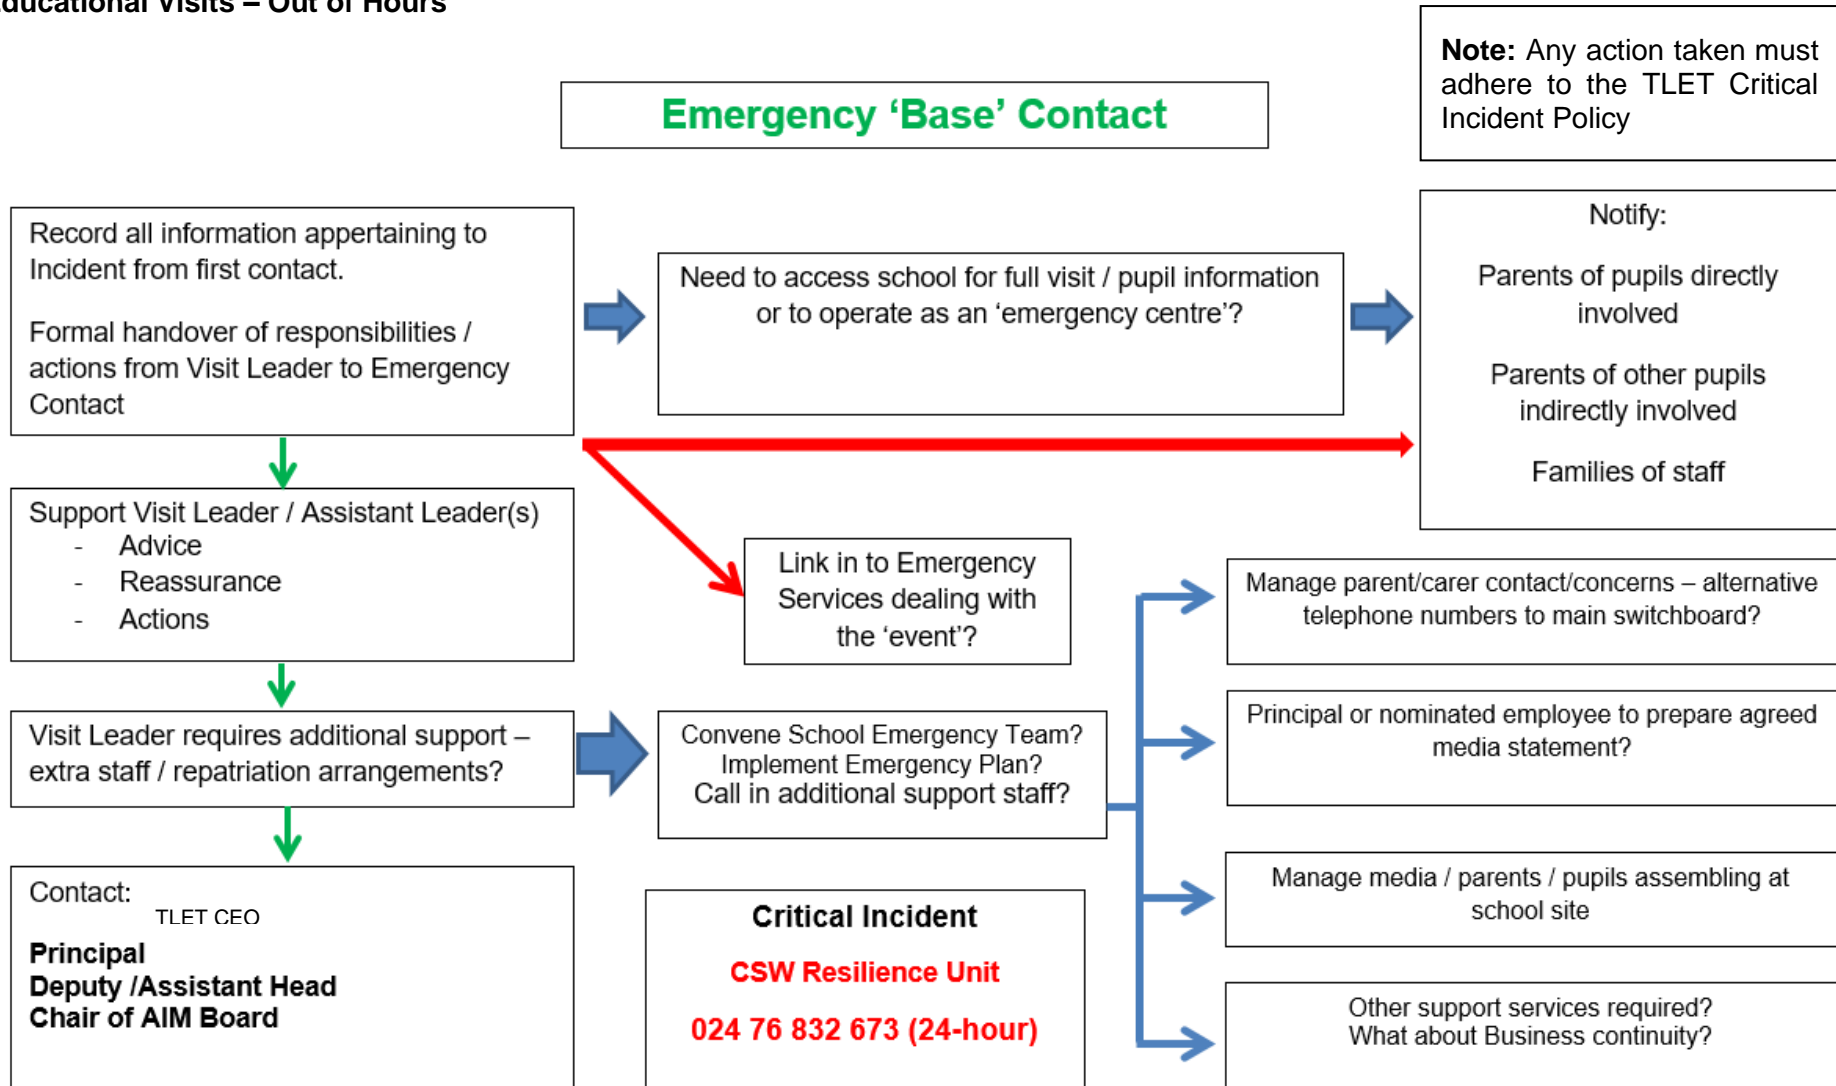 Educational Visits – Out of Hours
Note: Any action taken must
adhere to the TLET Critical
Incident Policy
Emergency ‘Base’ Contact
Record all information appertaining to
Incident from first contact.
Formal handover of responsibilities /
actions from Visit Leader to Emergency
Contact
Need to access school for full visit / pupil information
or to operate as an ‘emergency centre’?
Notify:
Parents of pupils directly
involved
Parents of other pupils
indirectly involved
Families of staff
Support Visit Leader / Assistant Leader(s)
- Advice
- Reassurance
- Actions
Link in to Emergency
Services dealing with
the ‘event’?
Visit Leader requires additional support –
extra staff / repatriation arrangements?
Convene School Emergency Team?
Implement Emergency Plan?
Call in additional support staff?
Manage parent/carer contact/concerns – alternative
telephone numbers to main switchboard?
Principal or nominated employee to prepare agreed
media statement?
Manage media / parents / pupils assembling at
school site
Other support services required?
What about Business continuity?
Contact:
TLET CEO
Principal
Deputy /Assistant Head
Chair of AIM Board
Critical Incident
CSW Resilience Unit
024 76 832 673 (24-hour)